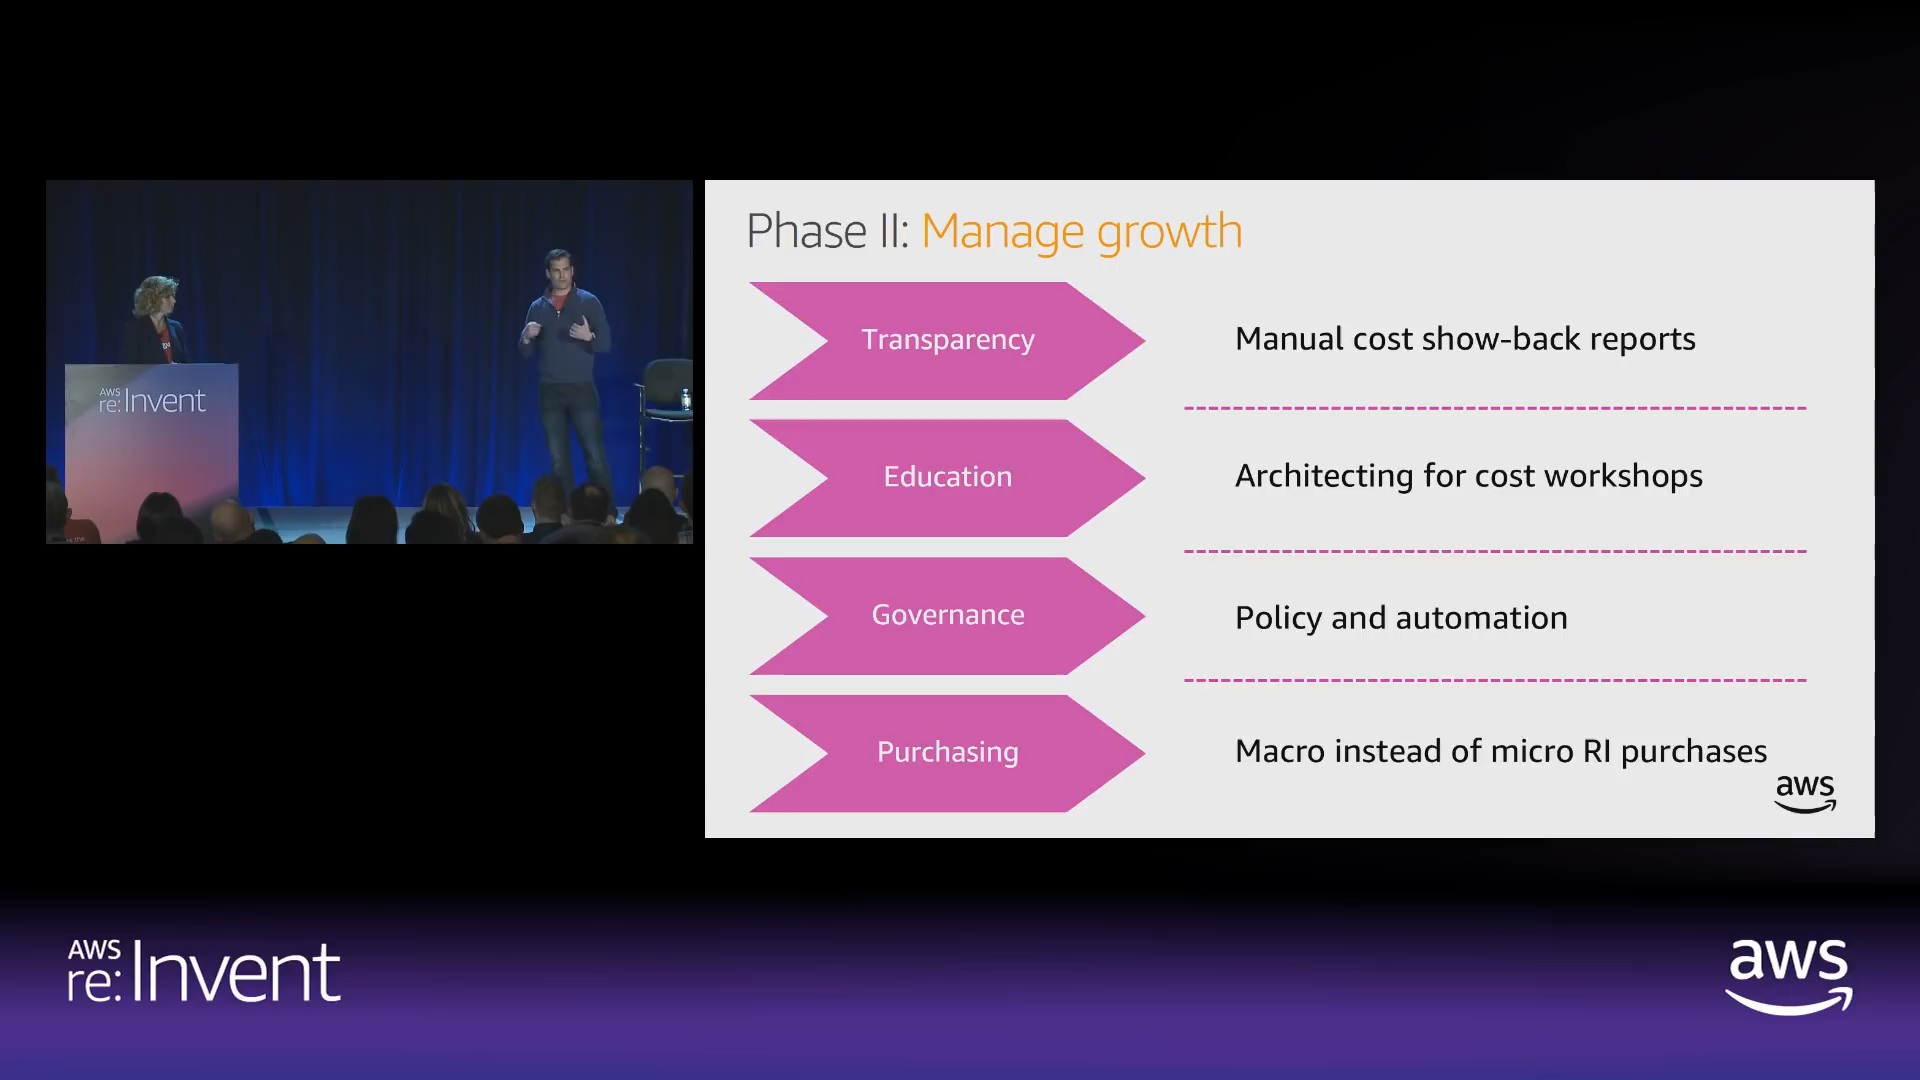 AWS
re:Invent
Phase II: Manage growth
Transparency
Manual cost show-back reports
Education
Architecting for cost workshops
Governance
Policy and automation
Purchasing
Macro instead of micro RI purchases
aws
AWS
re:Invent
aws